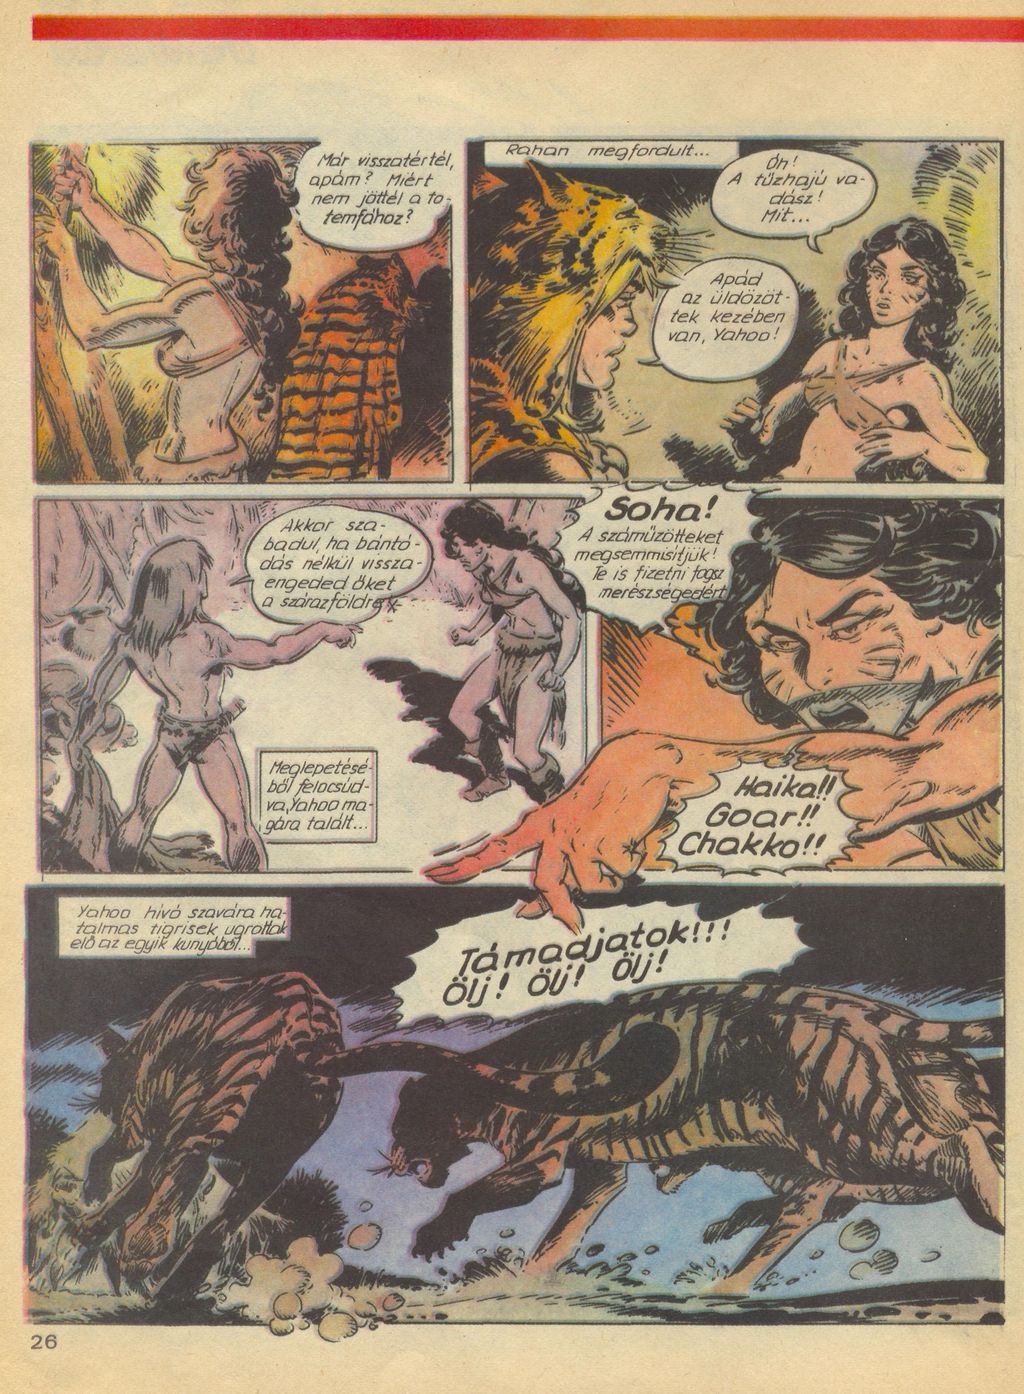 Már visszatértél,
apám? Miért
nem jöttél a to-
temfához?
Rahan megfordult...
Óh!
A tűzhajú va-
dász!
Mit...
Apád
az üldözöt-
tek kezében
van, Yahoo!
Akkor sza-
badul, ha bántó-
dás nélkül vissza-
engeded őket
a szárazföldre.
Meglepetésé-
ből felocsúd-
va, Yahoo ma-
gára talált...
Soha!
A száműzötteket
megsemmisítjük!
Te is fizetni fogsz
merészségedért
Haika!!
Goar!!
Chakko!!
Yahoo hívó szavára ha-
talmas tigrisek ugrottak
elő az egyik kunyhóból...
Támadjatok!!!
Ölj! Ölj! Ölj!
26